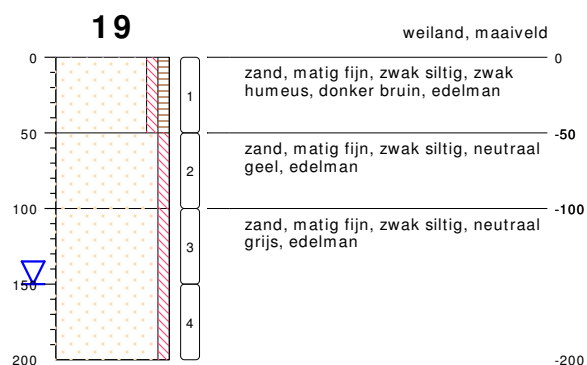 19
weiland, maaiveld
0
0
zand, matig fijn, zwak siltig, zwak
humeus, donker bruin, edelman
1
50
-50
zand, matig fijn, zwak siltig, neutraal
geel, edelman
2
100
-100
zand, matig fijn, zwak siltig, neutraal
grijs, edelman
3
150
4
200
-200